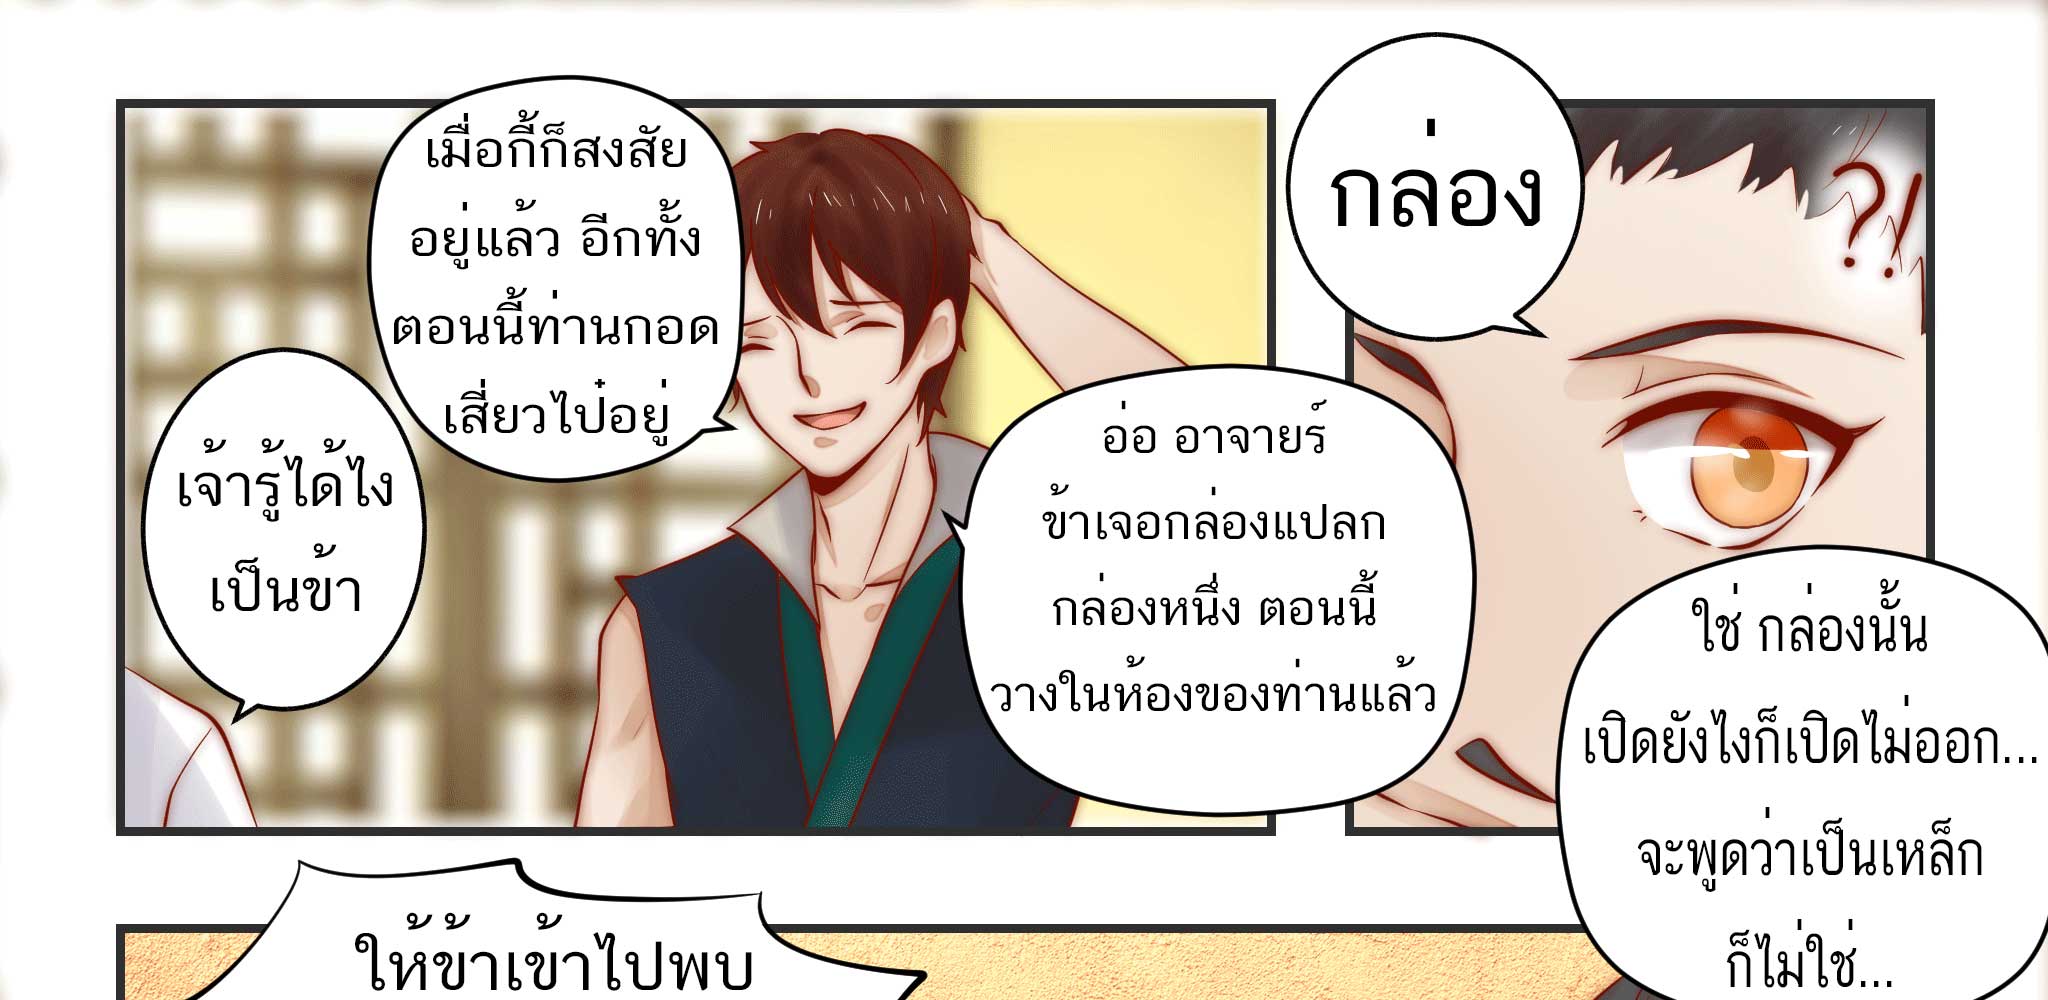 เจ้ารู้ได้ไง
เป็นข้า
เมื่อกี้ก็สงสัย
อยู่แล้ว อีกทั้ง
ตอนนี้ท่านกอด
เสี่ยวไป๋อยู่
อ่อ อาจายร์
ข้าเจอกล่องแปลก
กล่องหนึ่ง ตอนนี้
วางในห้องของท่านแล้ว
กล่อง
?!
ใช่ กล่องนั้น
เปิดยังไงก็เปิดไม่ออก...
จะพูดว่าเป็นเหล็ก
ก็ไม่ใช่...
ให้ข้าเข้าไปพบ